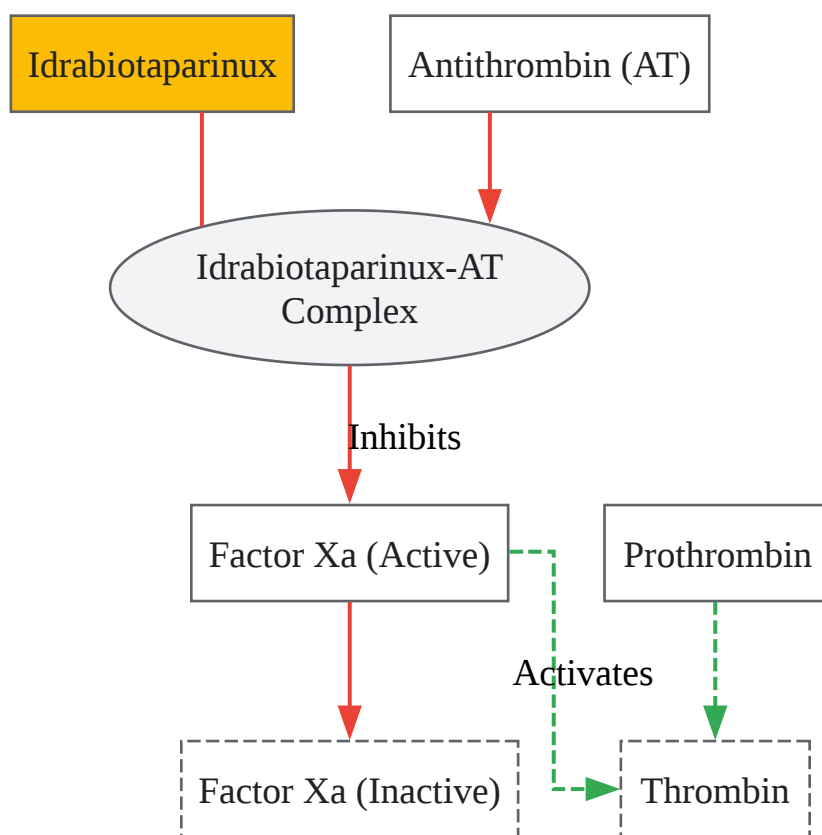 Idrabiotaparinux
Antithrombin (AT)
Idrabiotaparinux-AT
Complex
Inhibits
Factor Xa (Active)
Prothrombin
Activates
Factor Xa (Inactive)
Thrombin